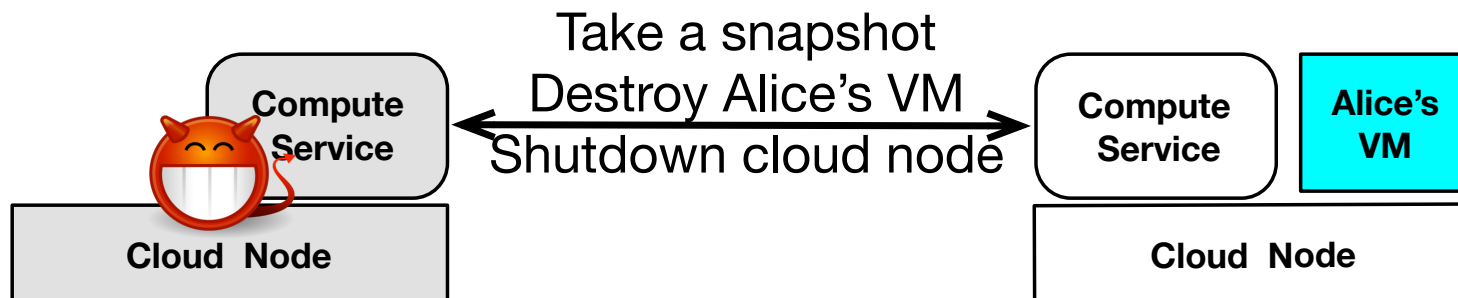 Take a snapshot
Destroy Alice's VM
Shutdown cloud node
Compute
Service
Cloud Node
Compute
Service
Alice's
VM
Cloud Node